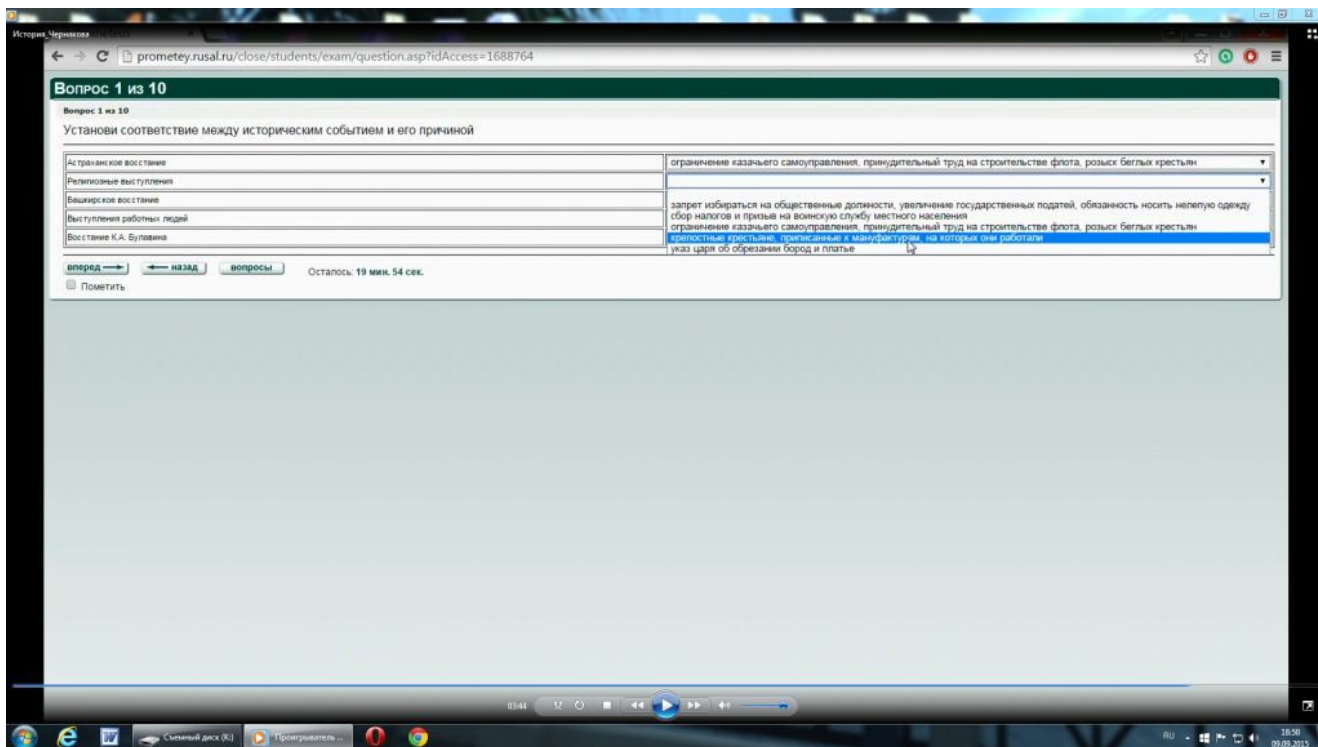 История_Чернакова
prometey.rusal.ru/close/students/exam/question.asp?idAccess=1688764
Вопрос 1 из 10
Вопрос 1 из 10
Установи соответствие между историческим событием и его причиной
Астраханское восстание
ограничение казачьего самоуправления, принудительный труд на строительстве флота, розыск беглых крестьян
Религиозные выступления
Башкирское восстание
запрет избираться на общественные должности, увеличение государственных податей, обязанность носить нелепую одежду
Выступления работных людей
сбор налогов и призыв на воинскую службу местного населения
ограничение казачьего самоуправления, принудительный труд на строительстве флота, розыск беглых крестьян
Восстание К.А. Булавина
крепостные крестьяне, приписанные к мануфактурам, на которых они работали
указ царя об обрезании бород и платье
вперед назад вопросы Осталось: 19 мин. 54 сек.
Пометить
03:44
Съемный диск (K:) Проигрыватель ... RU 18:50
09.09.2015